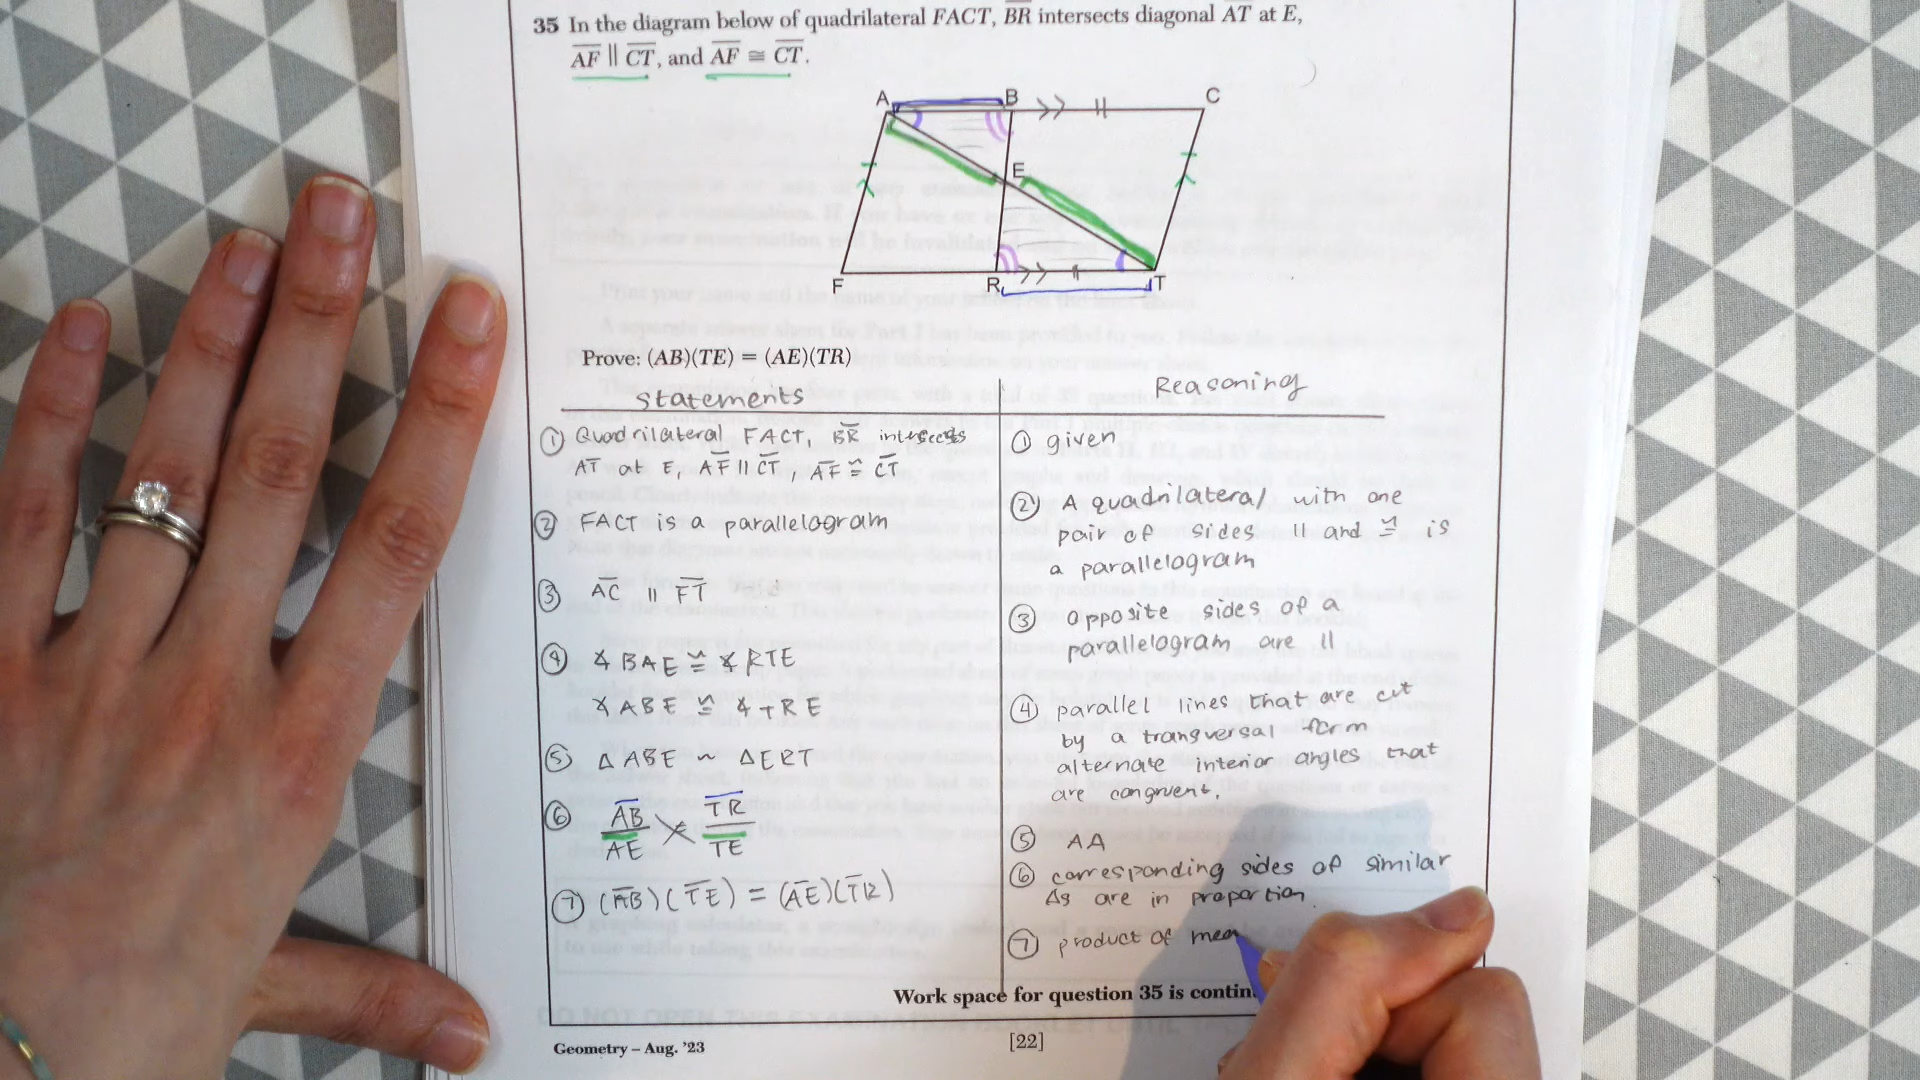 35 In the diagram below of quadrilateral FACT, BR intersects diagonal AT at E,
AF || CT, and AF ≅ CT.
A
B
C
E
F
R
T
Prove: (AB)(TE) = (AE)(TR)
Statements
Reasoning
① Quadrilateral FACT, BR intersects
AT at E, AF || CT, AF ≅ CT
① given
② FACT is a parallelogram
② A quadrilateral with one
pair of sides || and ≅ is
a parallelogram
③ AC || FT
③ opposite sides of a
parallelogram are ||
④ ∡ BAE ≅ ∡ RTE
∡ ABE ≅ ∡ TRE
④ parallel lines that are cut
by a transversal form
alternate interior angles that
are congruent.
⑤ △ ABE ~ △ERT
⑤ AA
⑥ AB TR
AE TE
⑥ corresponding sides of similar
△s are in proportion.
⑦ (AB)(TE) = (AE)(TR)
⑦ product of mea
Work space for question 35 is contin
Geometry – Aug. ’23
[22]